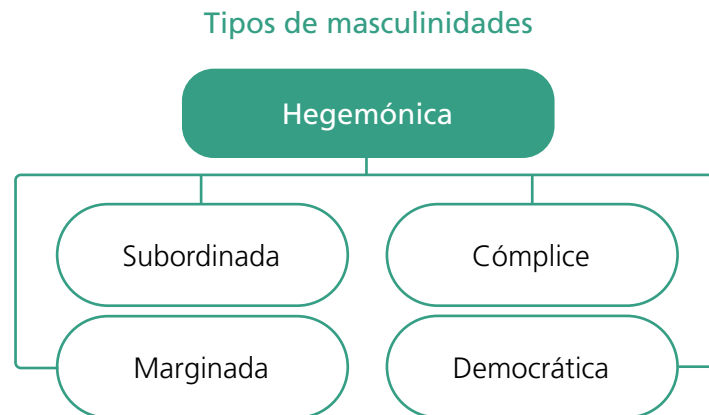 Tipos de masculinidades
Hegemónica
Subordinada
Cómplice
Marginada
Democrática